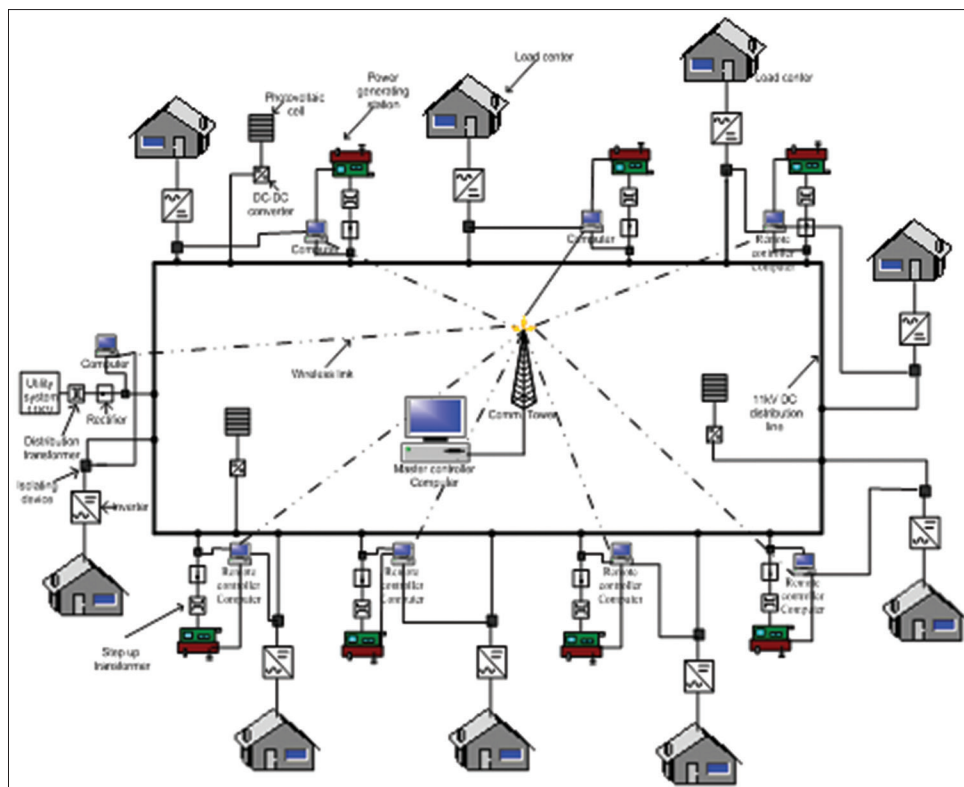 Load center
Power
generating
station
Load center
Photovoltaic
cell
DC-DC
converter
Computer
Computer
Remote
controller
Computer
Computer
Wireless link
Utility
system
11KV
Rectifier
Distribution
transformer
Isolating
device
Inverter
Comm. Tower
Master controller
Computer
11kV DC
distribution
line
Remote
controller
Computer
Remote
controller
Computer
Remote
controller
Computer
Remote
controller
Computer
Step up
transformer